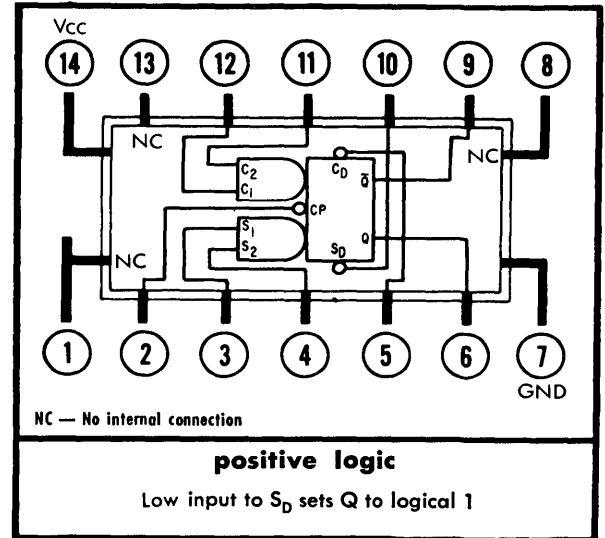 Vcc
14 13 12 11 10 9 8
NC NC
C2 CD Q̄
C1
CP
S1 Q
S2 SD
NC
1 2 3 4 5 6 7
GND
NC — No internal connection
positive logic
Low input to SD sets Q to logical 1